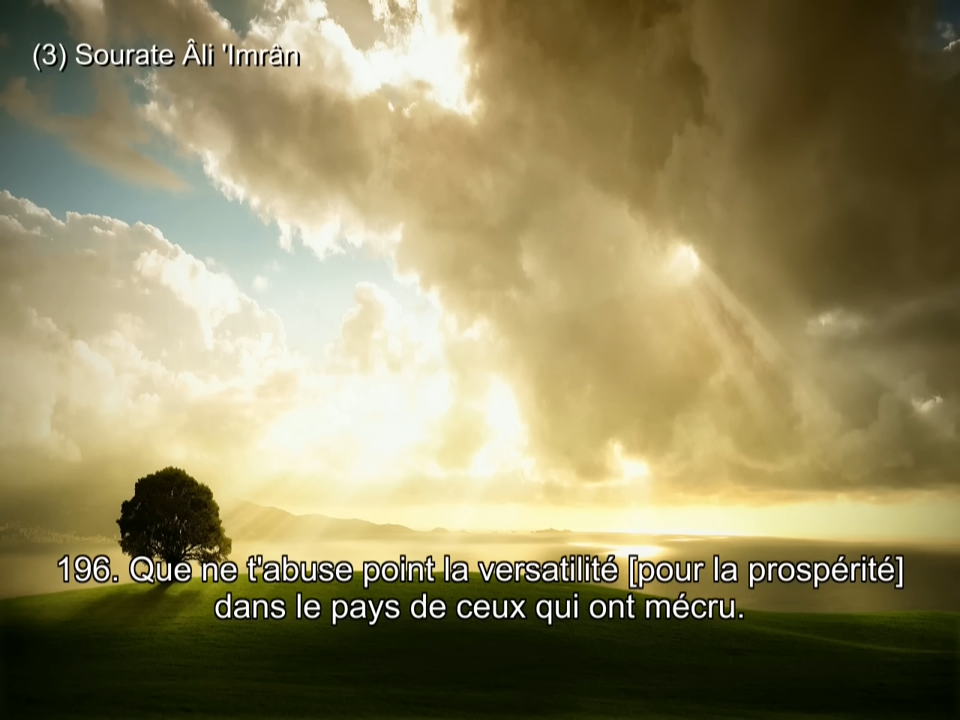 (3) Sourate Âli 'Imrân
196. Que ne t'abuse point la versatilité [pour la prospérité]
dans le pays de ceux qui ont mécru.